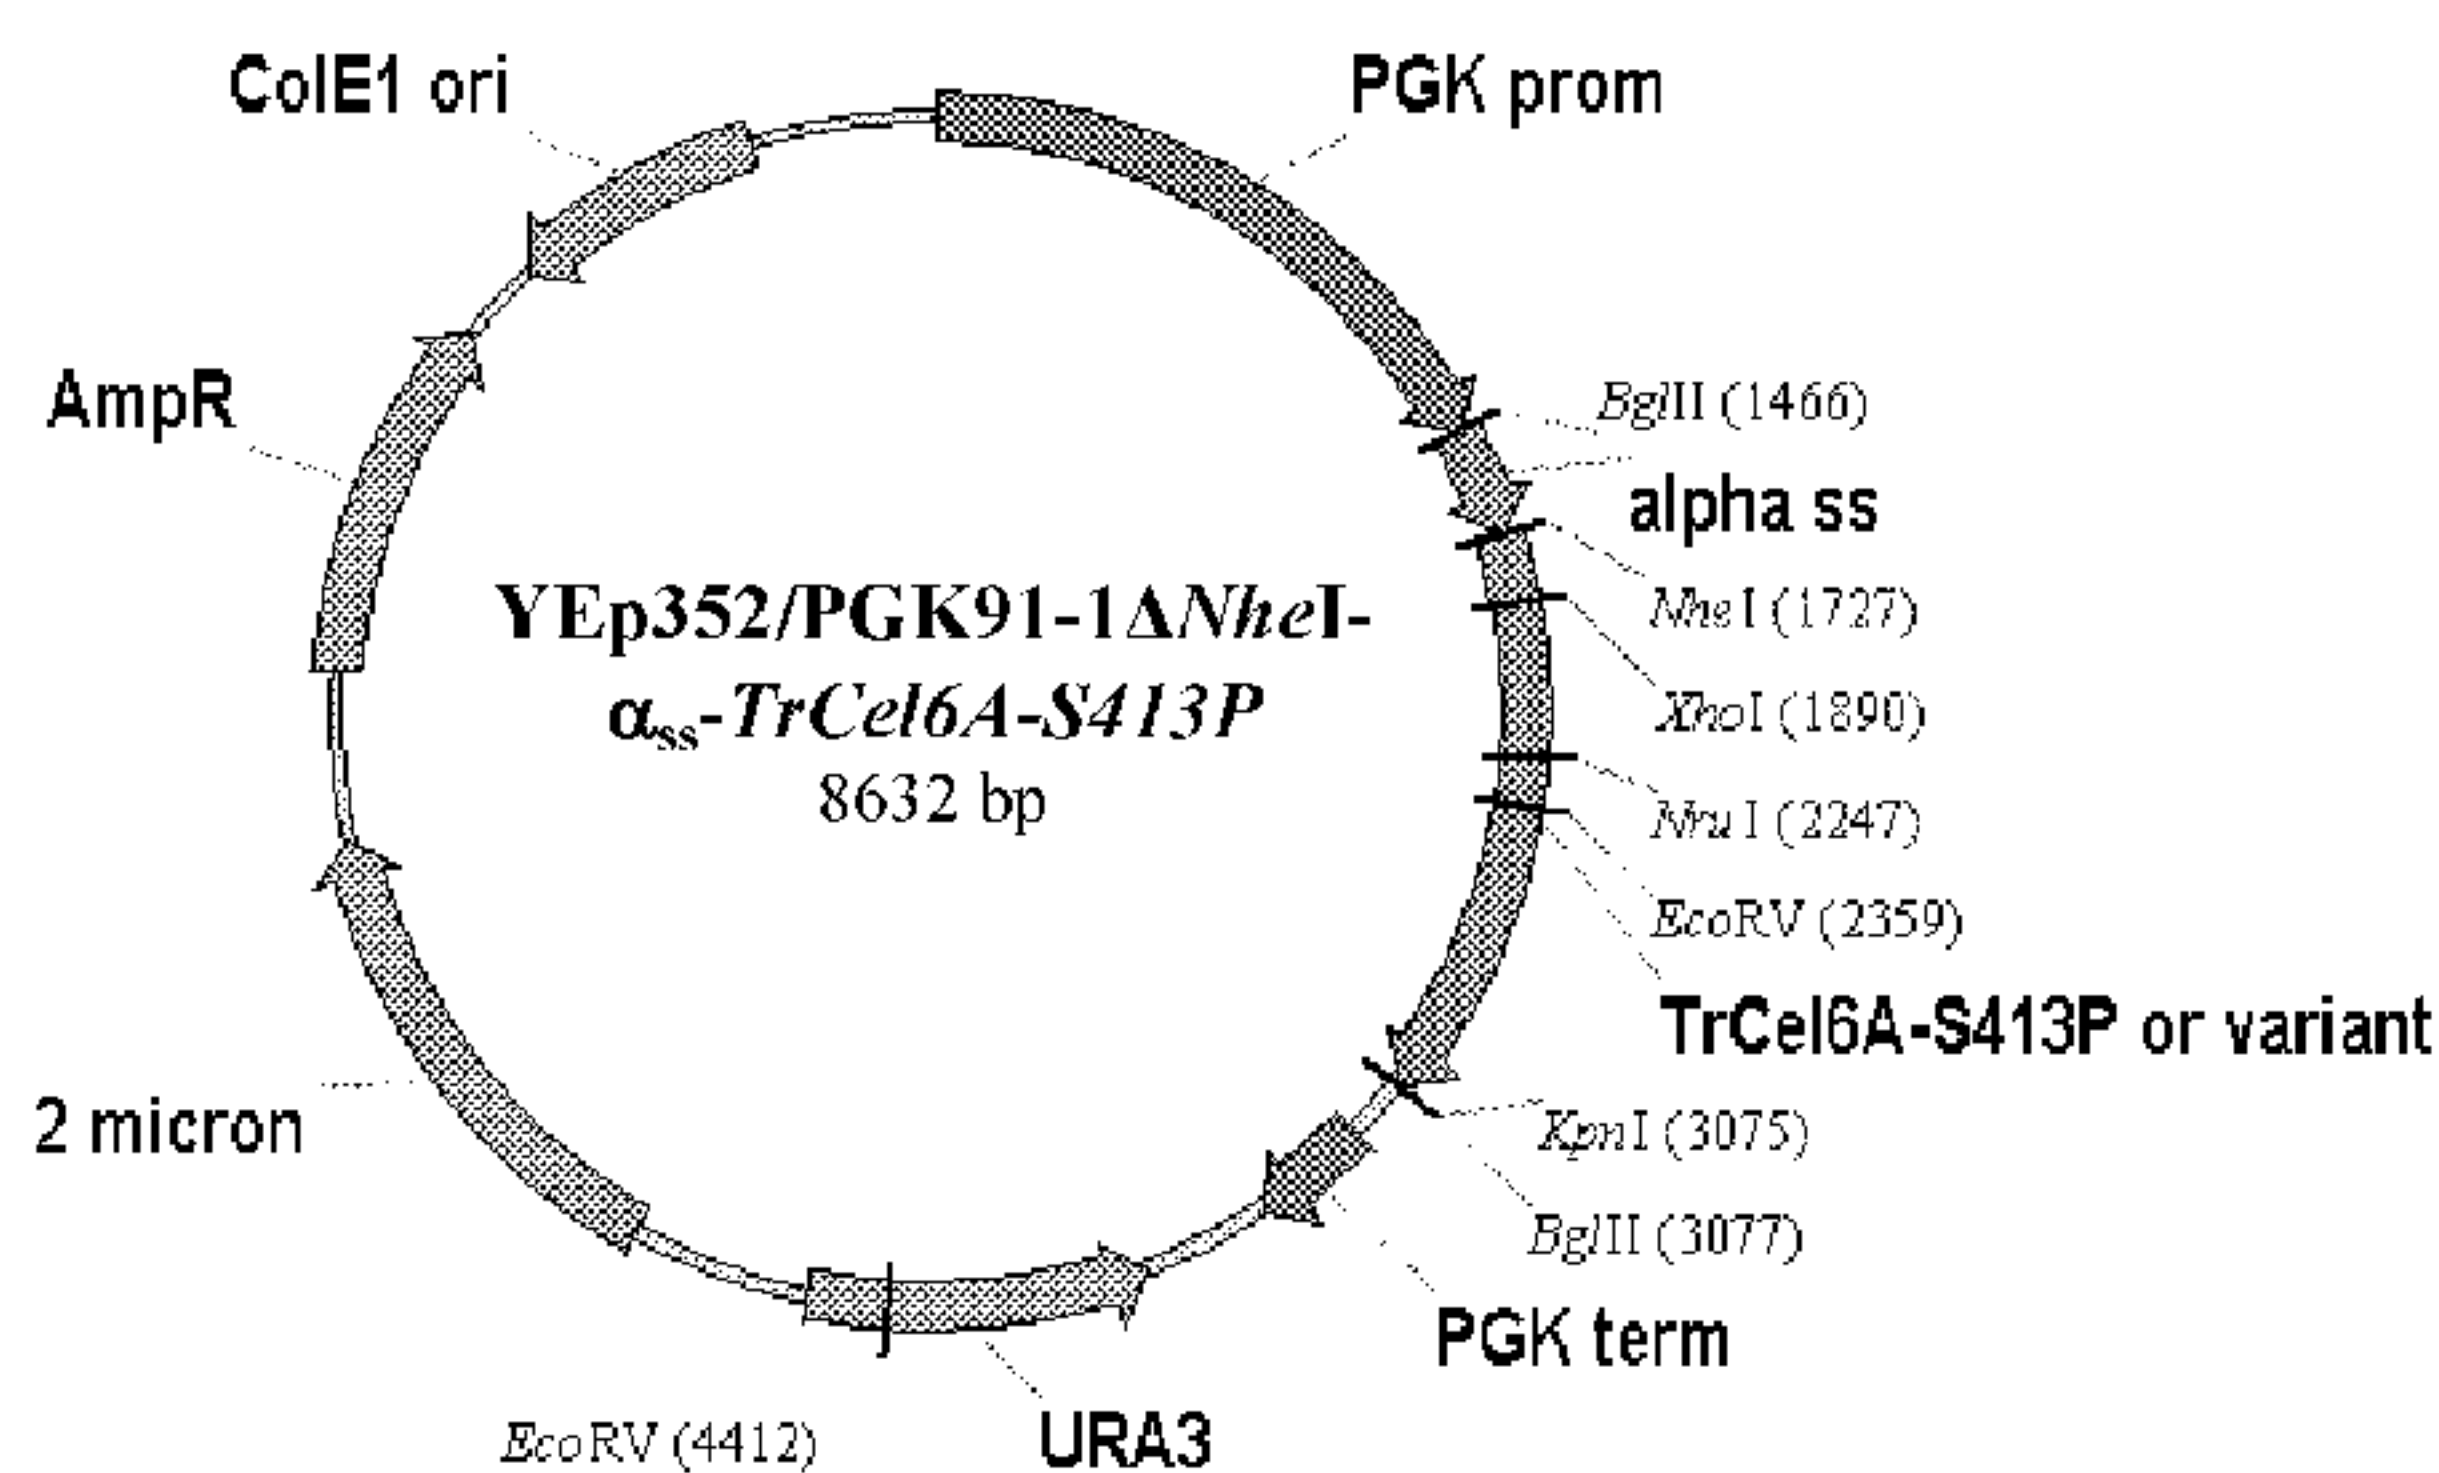 ColE1 ori
PGK prom
AmpR
BglII (1466)
alpha ss
NheI (1727)
XhoI (1890)
NruI (2247)
EcoRV (2359)
TrCel6A-S413P or variant
KpnI (3075)
BglII (3077)
PGK term
URA3
EcoRV (4412)
2 micron
YEp352/PGK91-1ΔNheI-
αss-TrCel6A-S413P
8632 bp